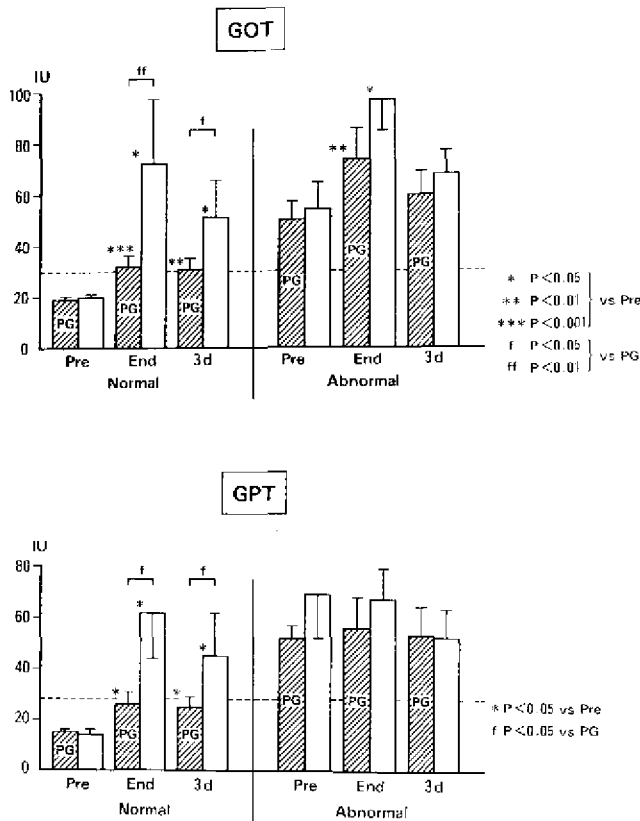 GOT
IU
ff
f
*
*
*
**
***
**
100
80
60
40
20
0
PG
PG
PG
PG
PG
PG
Pre
End
3d
Pre
End
3d
Normal
Abnormal
* P<0.05
** P<0.01
*** P<0.001
vs Pre
f P<0.05
ff P<0.01
vs PG
GPT
IU
f
f
*
*
*
*
80
60
40
20
0
PG
PG
PG
PG
PG
PG
Pre
End
3d
Pre
End
3d
Normal
Abnormal
* P<0.05 vs Pre
f P<0.05 vs PG